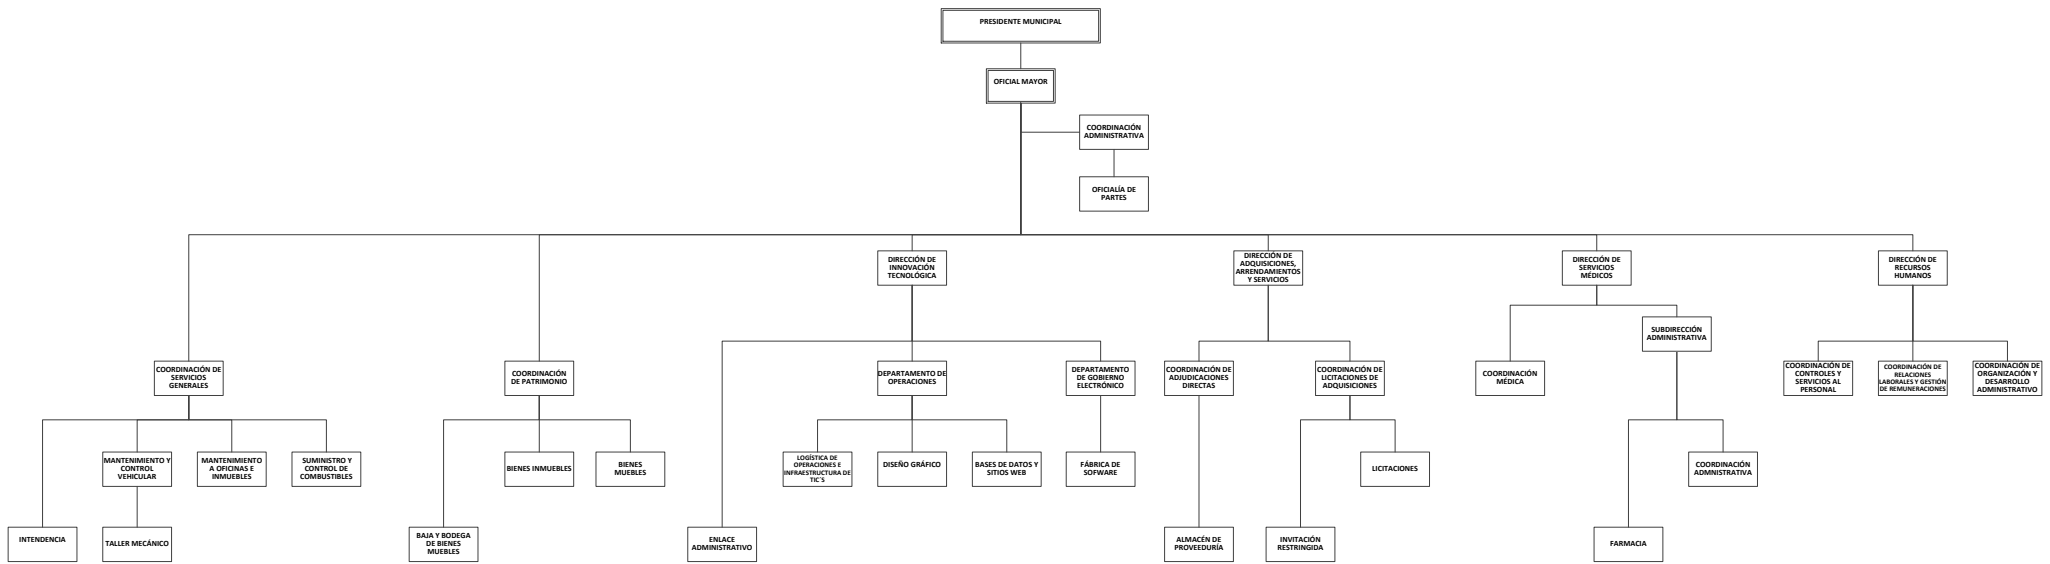 PRESIDENTE MUNICIPAL
OFICIAL MAYOR
COORDINACIÓN
ADMINISTRATIVA
OFICIALÍA DE
PARTES
DIRECCIÓN DE
INNOVACIÓN
TECNOLÓGICA
DIRECCIÓN DE
ADQUISICIONES,
ARRENDAMIENTOS
Y SERVICIOS
DIRECCIÓN DE
SERVICIOS
MÉDICOS
DIRECCIÓN DE
RECURSOS
HUMANOS
SUBDIRECCIÓN
ADMINISTRATIVA
COORDINACIÓN DE
SERVICIOS
GENERALES
COORDINACIÓN
DE PATRIMONIO
DEPARTAMENTO DE
OPERACIONES
DEPARTAMENTO
DE GOBIERNO
ELECTRÓNICO
COORDINACIÓN DE
ADJUDICACIONES
DIRECTAS
COORDINACIÓN DE
LICITACIONES DE
ADQUISICIONES
COORDINACIÓN
MÉDICA
COORDINACIÓN DE
CONTROLES Y
SERVICIOS AL
PERSONAL
COORDINACIÓN DE
RELACIONES
LABORALES Y GESTIÓN
DE REMUNERACIONES
COORDINACIÓN DE
ORGANIZACIÓN Y
DESARROLLO
ADMINISTRATIVO
MANTENIMIENTO Y
CONTROL
VEHICULAR
MANTENIMIENTO
A OFICINAS E
INMUEBLES
SUMINISTRO Y
CONTROL DE
COMBUSTIBLES
BIENES INMUEBLES
BIENES
MUEBLES
LOGÍSTICA DE
OPERACIONES E
INFRAESTRUCTURA DE
TIC´S
DISEÑO GRÁFICO
BASES DE DATOS Y
SITIOS WEB
FÁBRICA DE
SOFWARE
LICITACIONES
COORDINACIÓN
ADMNISTRATIVA
INTENDENCIA
TALLER MECÁNICO
BAJA Y BODEGA
DE BIENES
MUEBLES
ENLACE
ADMINISTRATIVO
ALMACÉN DE
PROVEEDURÍA
INVITACIÓN
RESTRINGIDA
FARMACIA